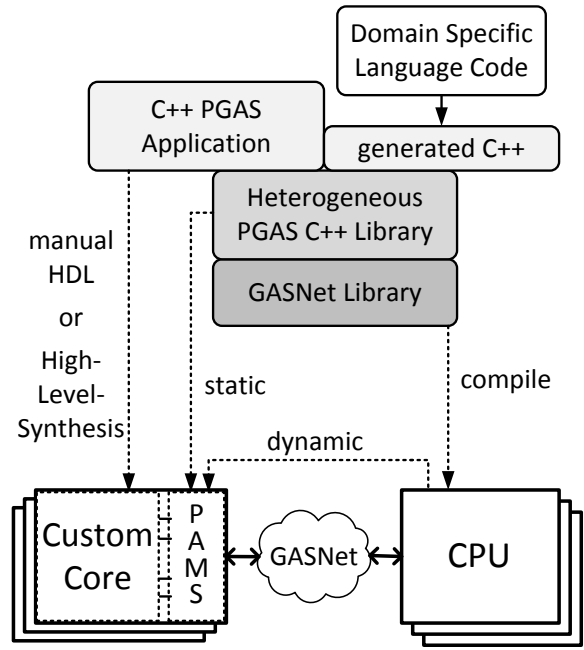 Domain Specific
Language Code
C++ PGAS
Application
generated C++
Heterogeneous
PGAS C++ Library
GASNet Library
manual
HDL
or
High-
Level-
Synthesis
static
compile
dynamic
Custom
Core
P
A
M
S
GASNet
CPU